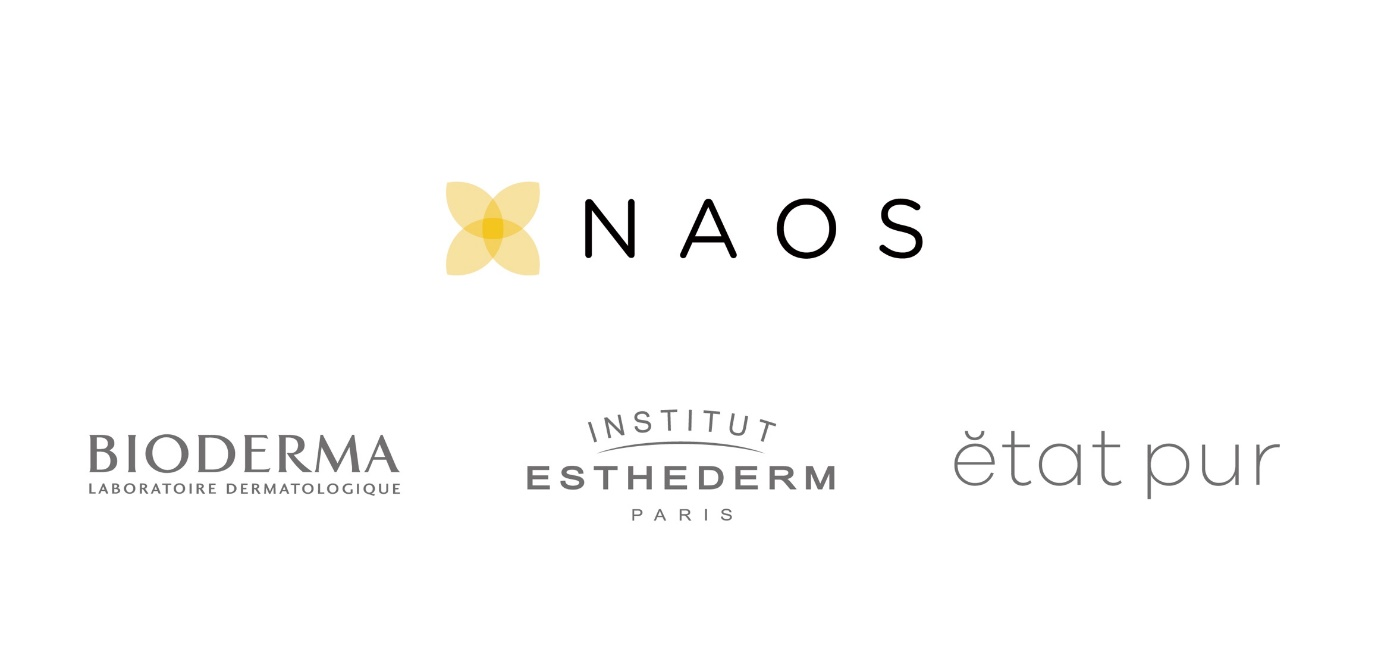 NAOS
BIODERMA
LABORATOIRE DERMATOLOGIQUE
INSTITUT
ESTHEDERM
PARIS
ĕtat pur